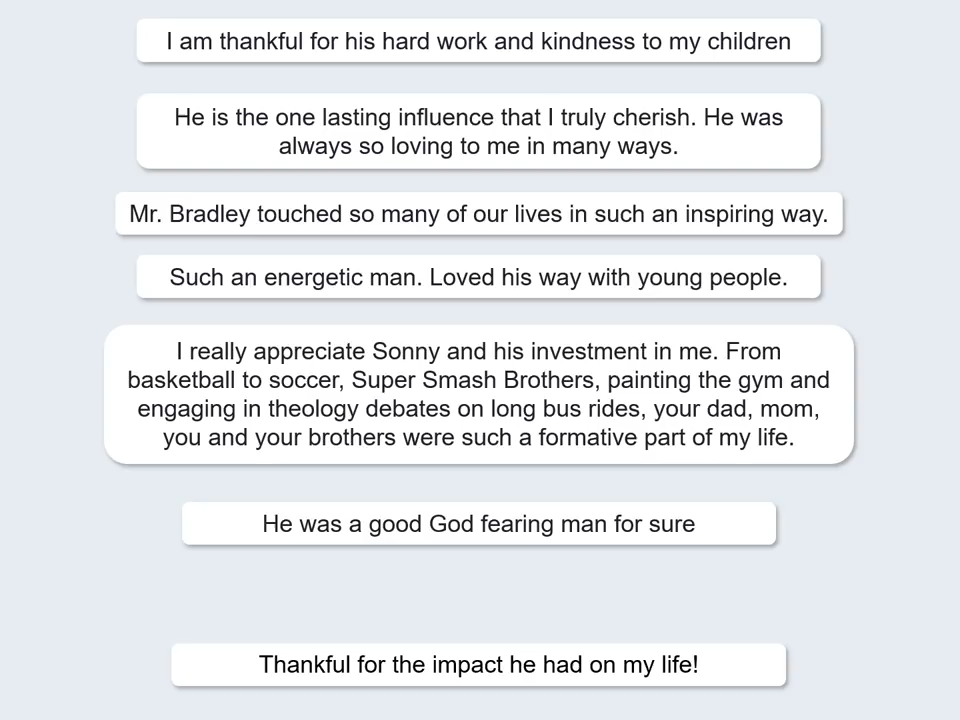 I am thankful for his hard work and kindness to my children
He is the one lasting influence that I truly cherish. He was
always so loving to me in many ways.
Mr. Bradley touched so many of our lives in such an inspiring way.
Such an energetic man. Loved his way with young people.
I really appreciate Sonny and his investment in me. From
basketball to soccer, Super Smash Brothers, painting the gym and
engaging in theology debates on long bus rides, your dad, mom,
you and your brothers were such a formative part of my life.
He was a good God fearing man for sure
Thankful for the impact he had on my life!